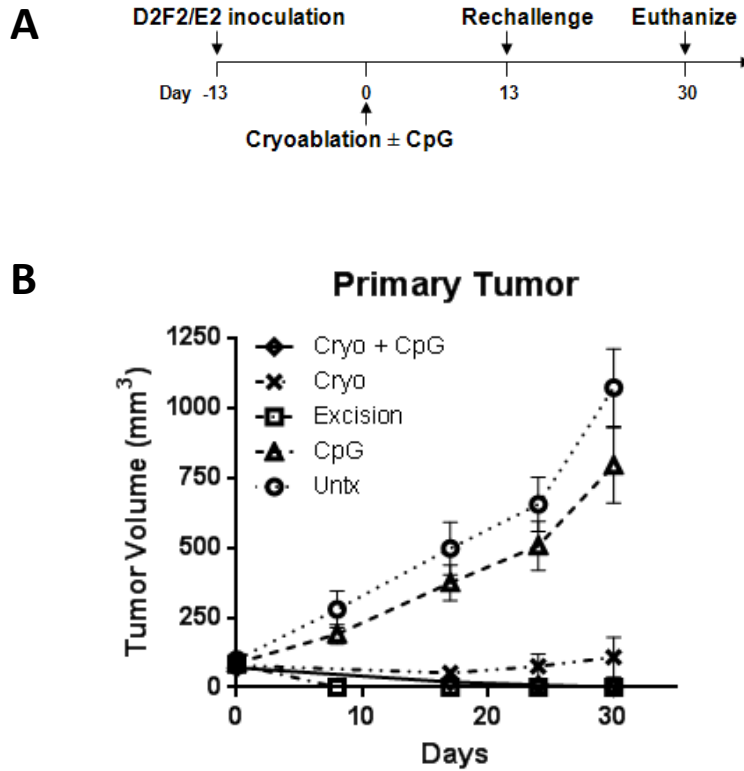 A
D2F2/E2 inoculation Rechallenge Euthanize
Day -13 0 13 30
Cryoablation ± CpG
B
Primary Tumor
Tumor Volume (mm³)
1250
1000
750
500
250
0
Cryo + CpG
Cryo
Excision
CpG
Untx
0 10 20 30
Days